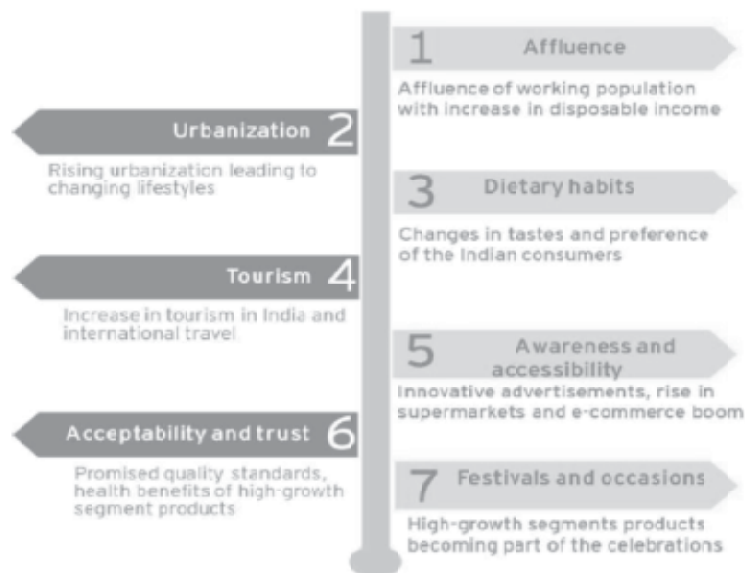 1 Affluence
Affluence of working population
with increase in disposable income
Urbanization 2
Rising urbanization leading to
changing lifestyles
3 Dietary habits
Changes in tastes and preference
of the Indian consumers
Tourism 4
Increase in tourism in India and
international travel
5 Awareness and
accessibility
Innovative advertisements, rise in
supermarkets and e-commerce boom
Acceptability and trust 6
Promised quality standards,
health benefits of high-growth
segment products
7 Festivals and occasions
High-growth segments products
becoming part of the celebrations